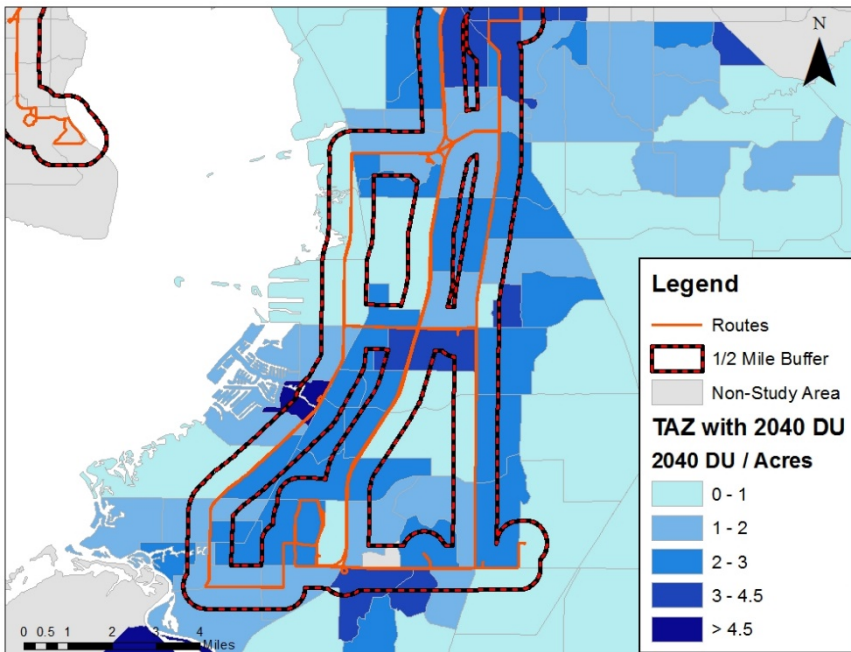 N
Legend
Routes
1/2 Mile Buffer
Non-Study Area
TAZ with 2040 DU
2040 DU / Acres
0 - 1
1 - 2
2 - 3
3 - 4.5
> 4.5
0 0.5 1 2 3 4
Miles